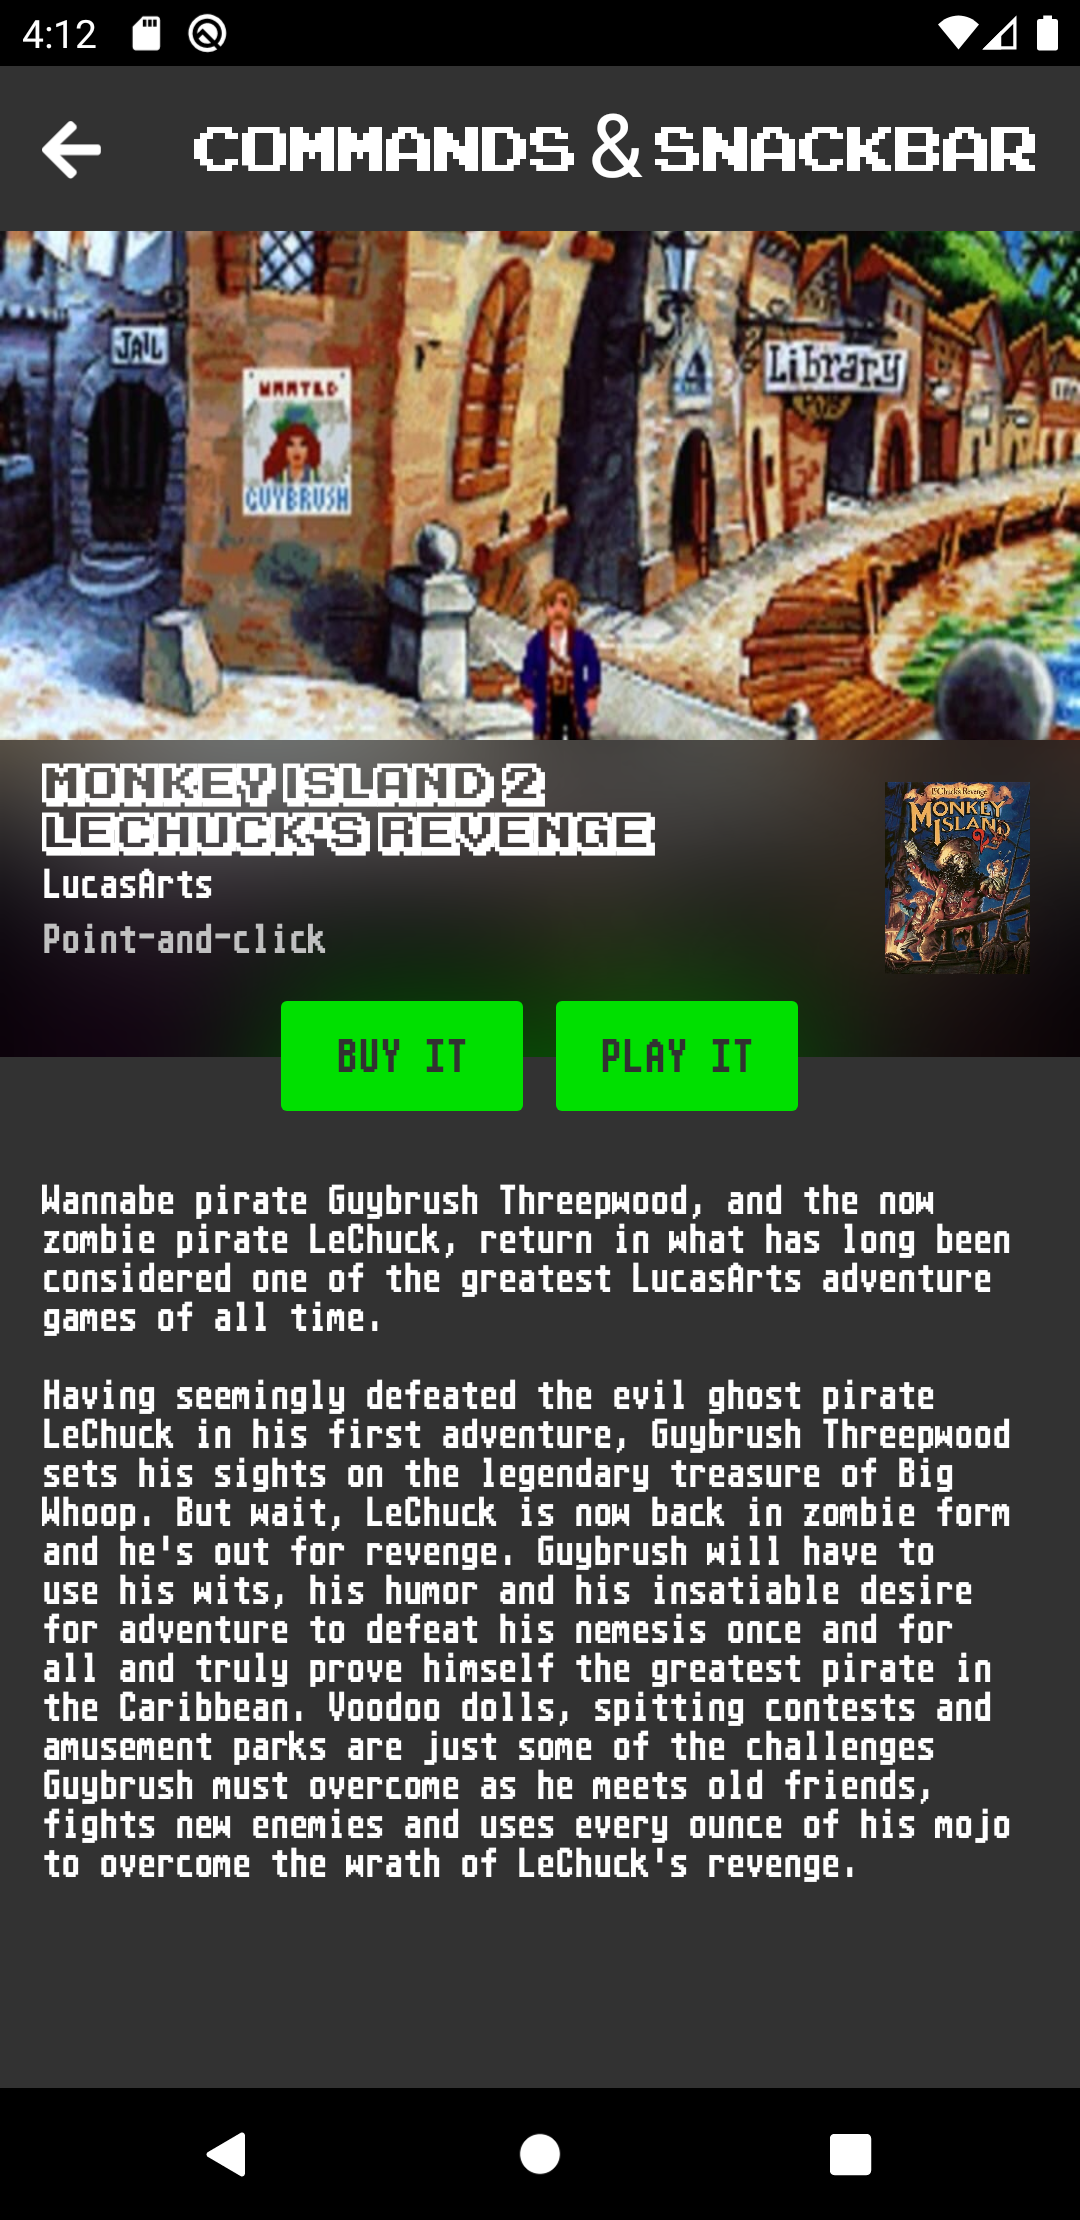 4:12
COMMANDS & SNACKBAR
JAIL
WANTED
GUYBRUSH
Library
MONKEY ISLAND 2
LECHUCK'S REVENGE
LucasArts
Point-and-click
LeChuck's Revenge
MONKEY
ISLAND
2
BUY IT
PLAY IT
Wannabe pirate Guybrush Threepwood, and the now
zombie pirate LeChuck, return in what has long been
considered one of the greatest LucasArts adventure
games of all time.
Having seemingly defeated the evil ghost pirate
LeChuck in his first adventure, Guybrush Threepwood
sets his sights on the legendary treasure of Big
Whoop. But wait, LeChuck is now back in zombie form
and he's out for revenge. Guybrush will have to
use his wits, his humor and his insatiable desire
for adventure to defeat his nemesis once and for
all and truly prove himself the greatest pirate in
the Caribbean. Voodoo dolls, spitting contests and
amusement parks are just some of the challenges
Guybrush must overcome as he meets old friends,
fights new enemies and uses every ounce of his mojo
to overcome the wrath of LeChuck's revenge.